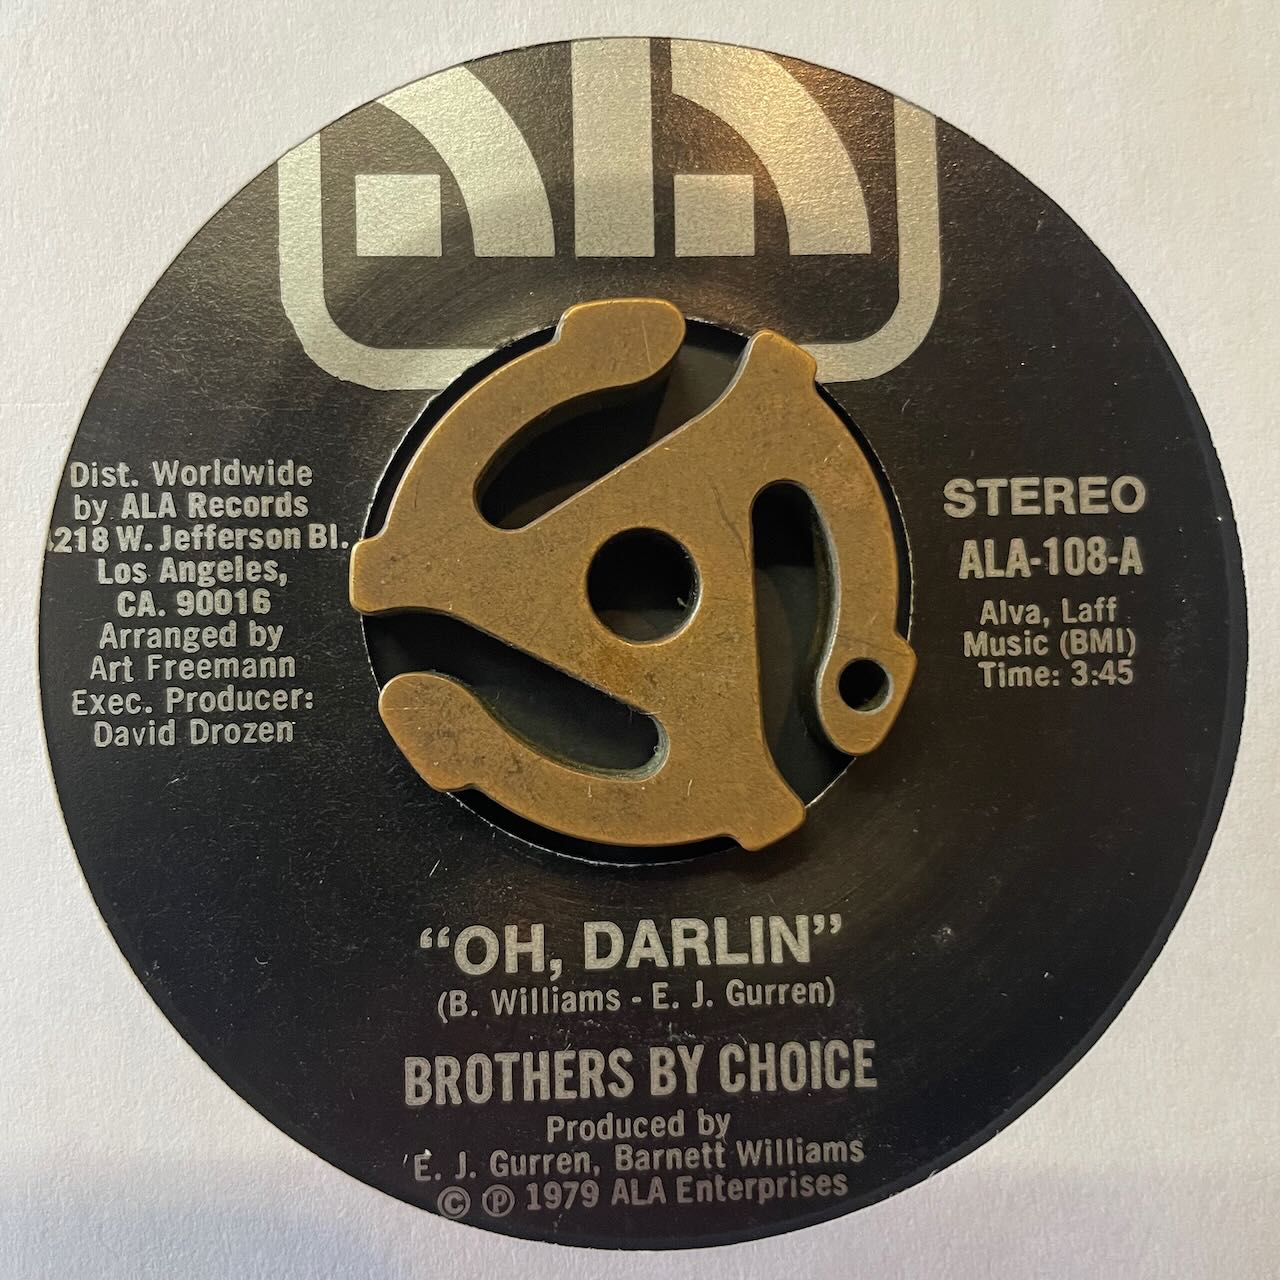 ALA
Dist. Worldwide
by ALA Records
218 W. Jefferson Bl.
Los Angeles,
CA. 90016
Arranged by
Art Freemann
Exec. Producer:
David Drozen
STEREO
ALA-108-A
Alva, Laff
Music (BMI)
Time: 3:45
“OH, DARLIN”
(B. Williams - E. J. Gurren)
BROTHERS BY CHOICE
Produced by
E. J. Gurren, Barnett Williams
© ℗ 1979 ALA Enterprises